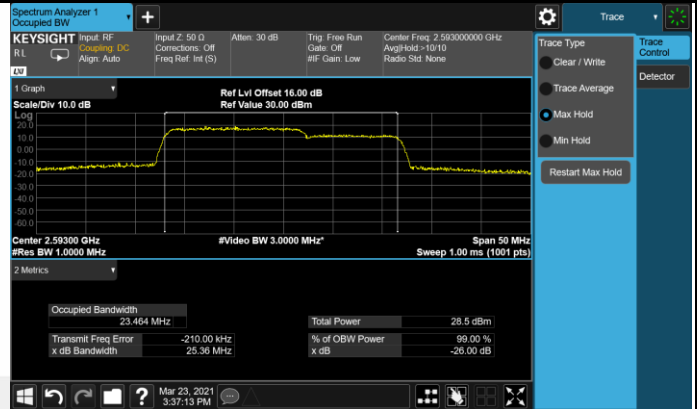 Spectrum Analyzer 1
Occupied BW
Trace
KEYSIGHT
RL
LXI
Input: RF
Coupling: DC
Align: Auto
Input Z: 50 Ω
Corrections: Off
Freq Ref: Int (S)
Atten: 30 dB
Trig: Free Run
Gate: Off
#IF Gain: Low
Center Freq: 2.593000000 GHz
Avg|Hold:>10/10
Radio Std: None
Trace Type
Clear / Write
Trace Average
Max Hold
Min Hold
Restart Max Hold
Trace
Control
Detector
1 Graph
Scale/Div 10.0 dB
Ref Lvl Offset 16.00 dB
Ref Value 30.00 dBm
Log
20.0
10.0
0.00
-10.0
-20.0
-30.0
-40.0
-50.0
-60.0
Center 2.59300 GHz
#Res BW 1.0000 MHz
#Video BW 3.0000 MHz*
Span 50 MHz
Sweep 1.00 ms (1001 pts)
2 Metrics
Occupied Bandwidth
23.464 MHz
Total Power 28.5 dBm
Transmit Freq Error -210.00 kHz
% of OBW Power 99.00 %
x dB Bandwidth 25.36 MHz
x dB -26.00 dB
?
Mar 23, 2021
3:37:13 PM